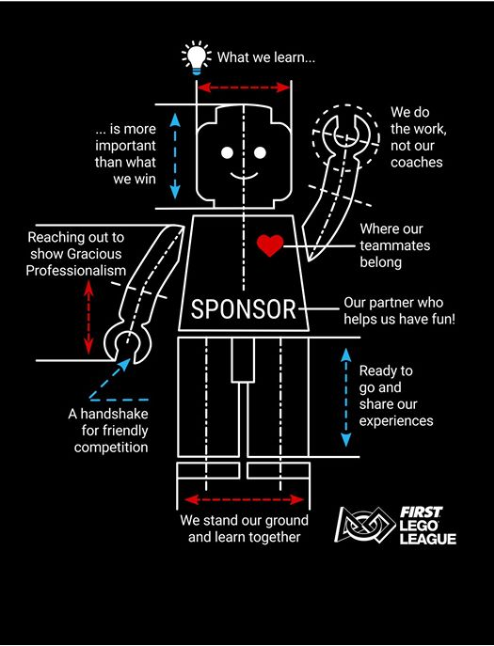 What we learn...
... is more
important
than what
we win
We do
the work,
not our
coaches
Reaching out to
show Gracious
Professionalism
Where our
teammates
belong
SPONSOR
Our partner who
helps us have fun!
Ready to
go and
share our
experiences
A handshake
for friendly
competition
We stand our ground
and learn together
FIRST
LEGO
LEAGUE